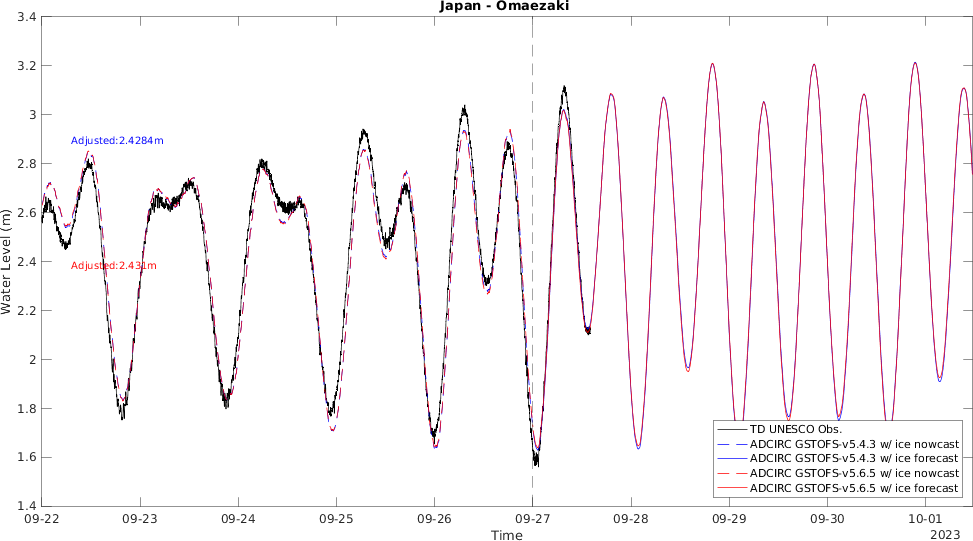 Japan - Omaezaki
3.4
3.2
3
2.8
2.6
2.4
2.2
2
1.8
1.6
1.4
Water Level (m)
Adjusted:2.4284m
Adjusted:2.431m
TD UNESCO Obs.
ADCIRC GSTOFS-v5.4.3 w/ ice nowcast
ADCIRC GSTOFS-v5.4.3 w/ ice forecast
ADCIRC GSTOFS-v5.6.5 w/ ice nowcast
ADCIRC GSTOFS-v5.6.5 w/ ice forecast
09-22 09-23 09-24 09-25 09-26 09-27 09-28 09-29 09-30 10-01
Time
2023